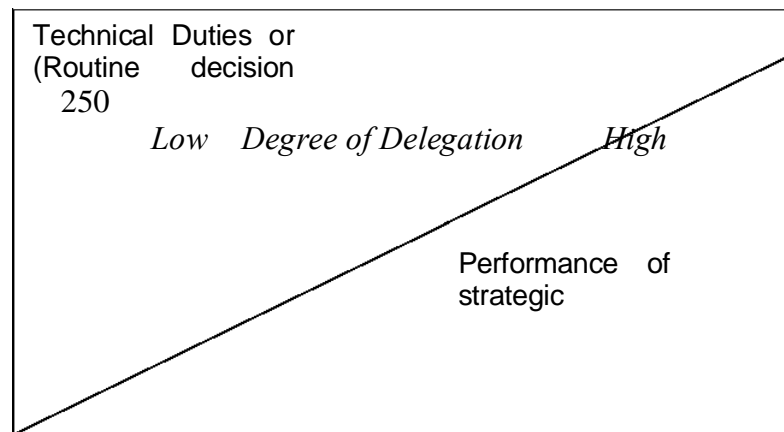 Technical Duties or
(Routine decision
250
Low Degree of Delegation High
Performance of
strategic